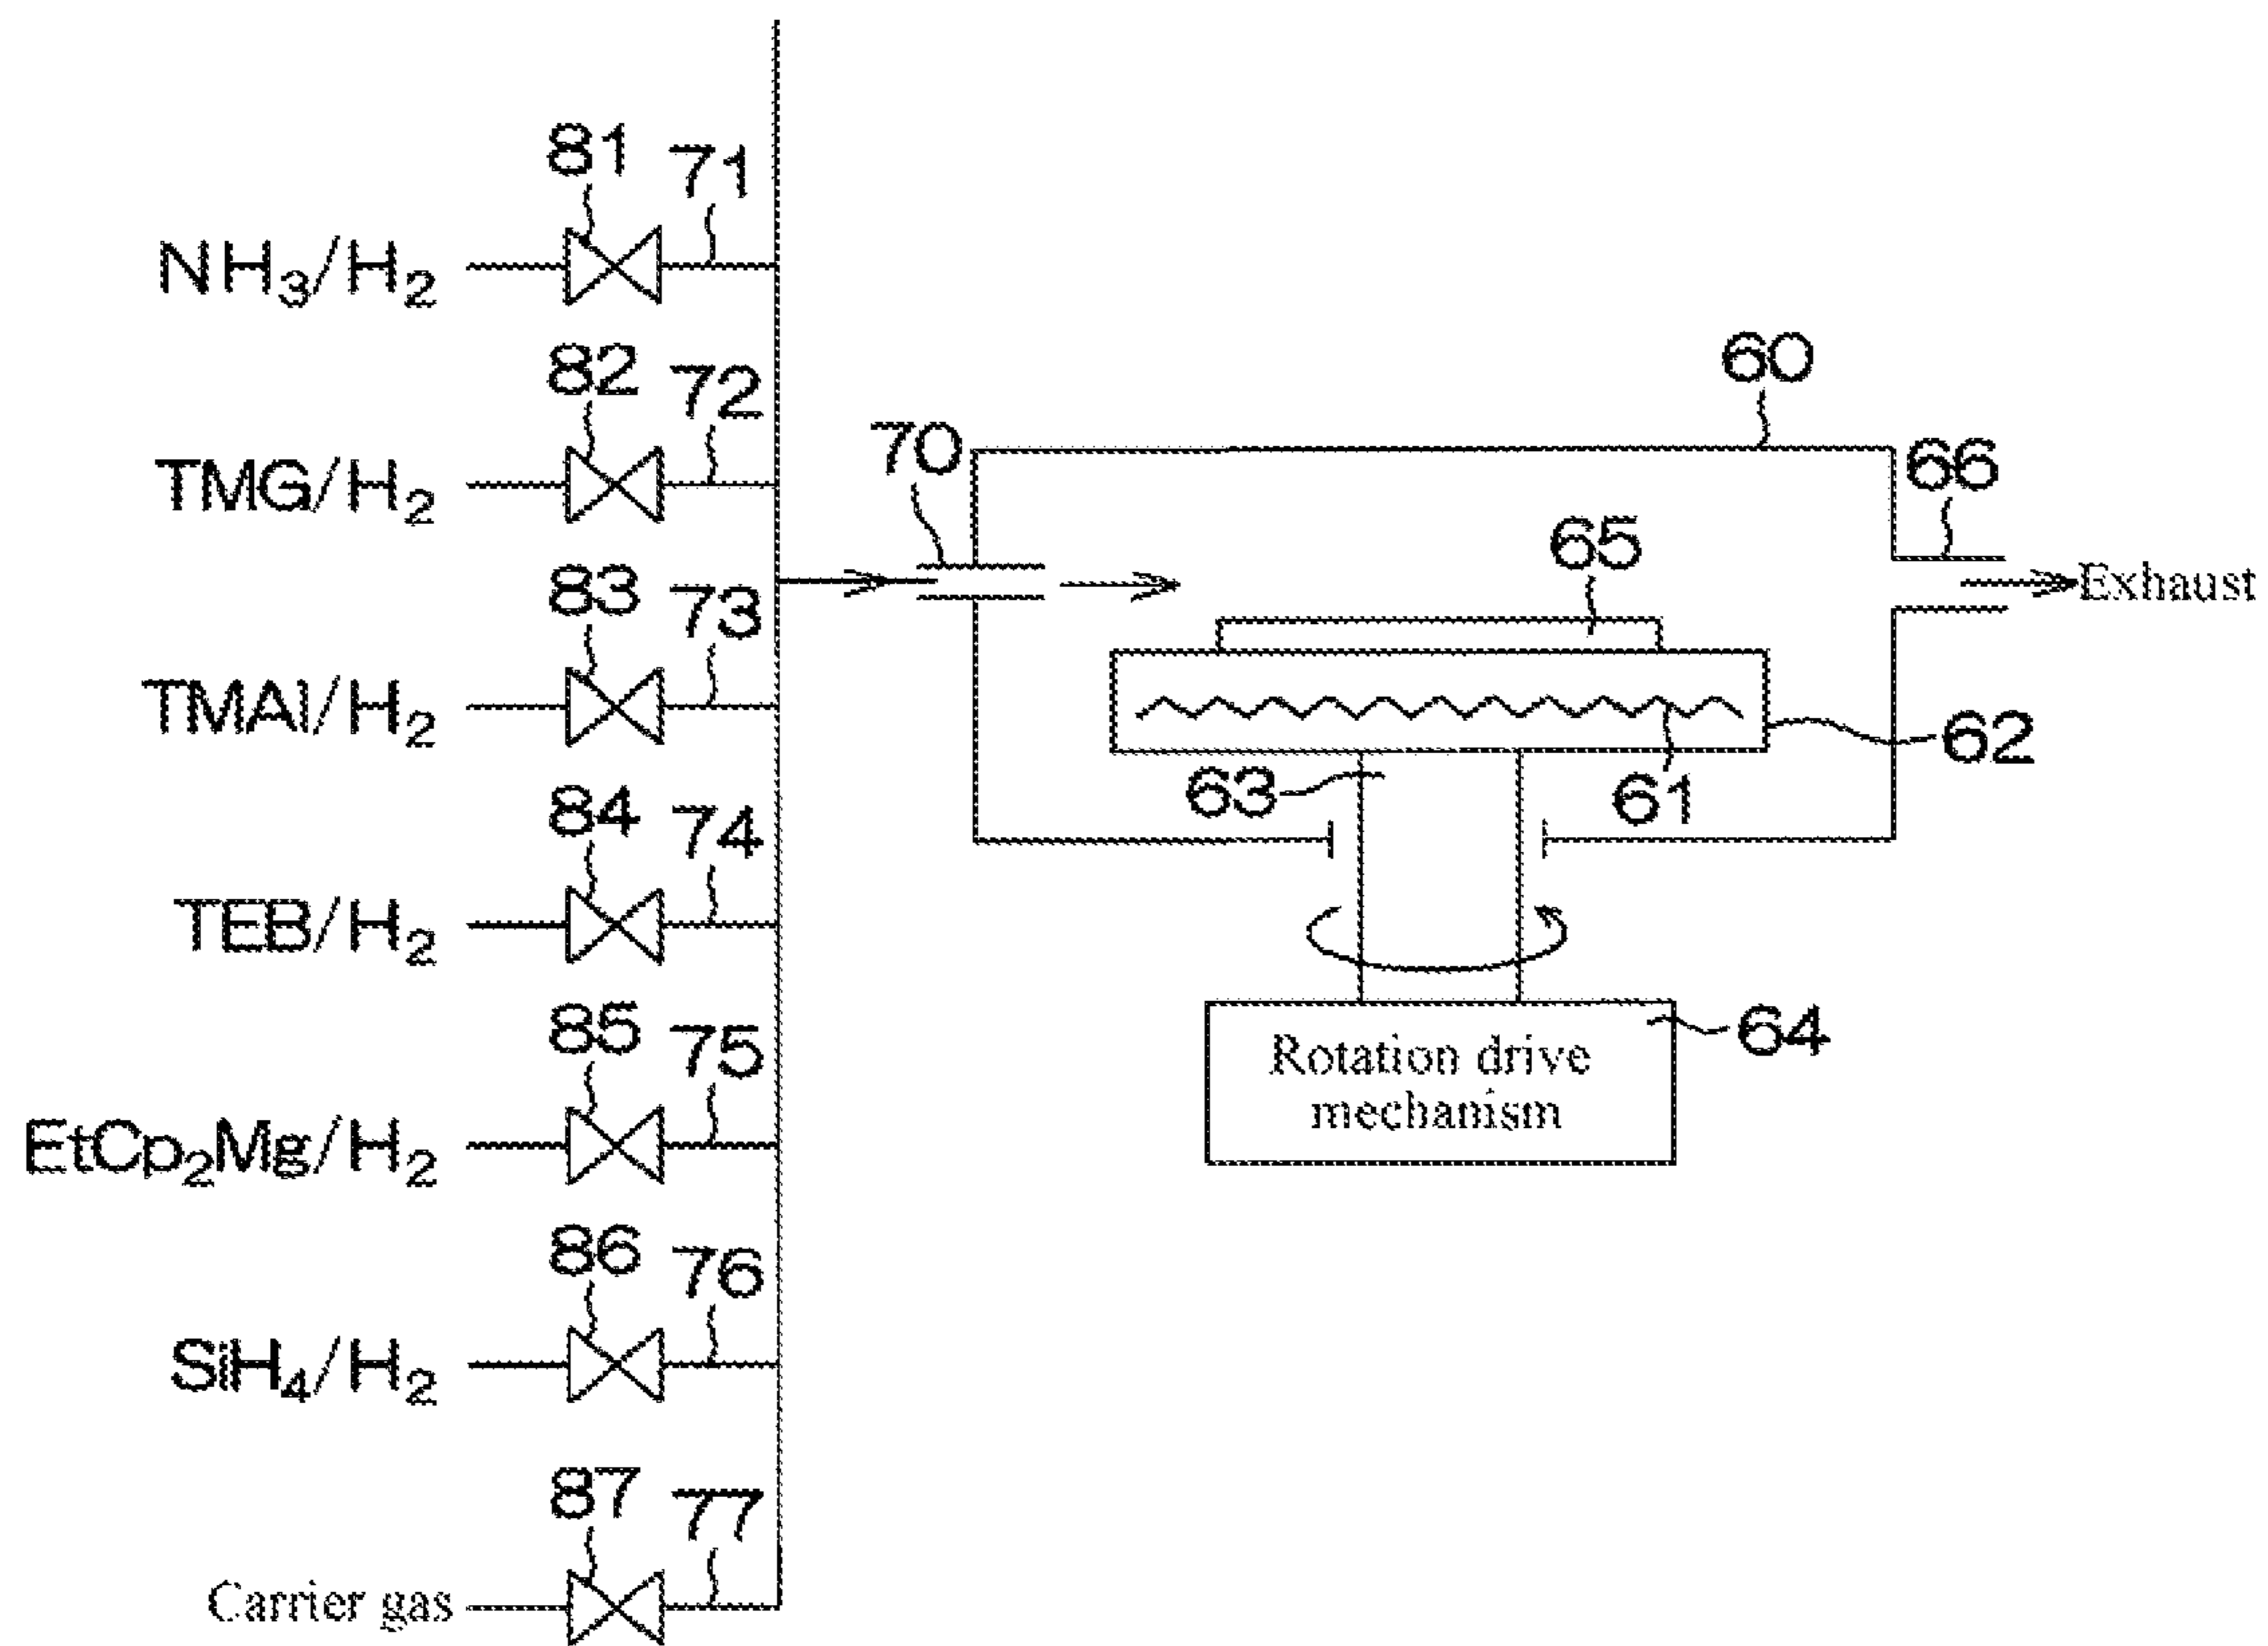 81
71
NH₃/H₂
82
72
TMG/H₂
83
73
TMAl/H₂
84
74
TEB/H₂
85
75
EtCp₂Mg/H₂
86
76
SiH₄/H₂
87
77
Carrier gas
60
70
66
65
Exhaust
62
63
61
64
Rotation drive
mechanism